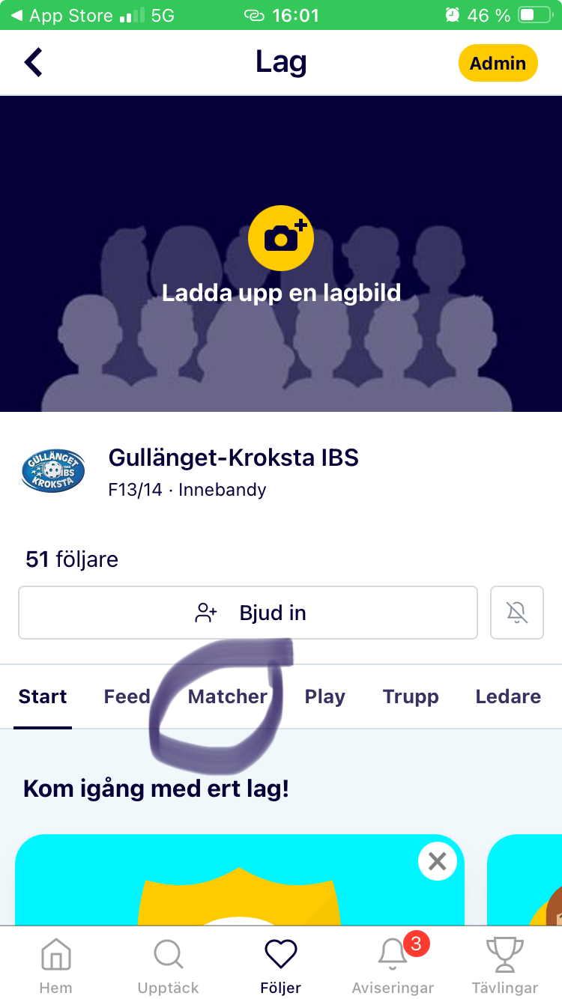 App Store 5G 16:01 46 %
Lag
Admin
Ladda upp en lagbild
GULLÄNGET
IBS
KROKSTA
Gullänget-Kroksta IBS
F13/14 · Innebandy
51 följare
Bjud in
Start Feed Matcher Play Trupp Ledare
Kom igång med ert lag!
3
Hem Upptäck Följer Aviseringar Tävlingar